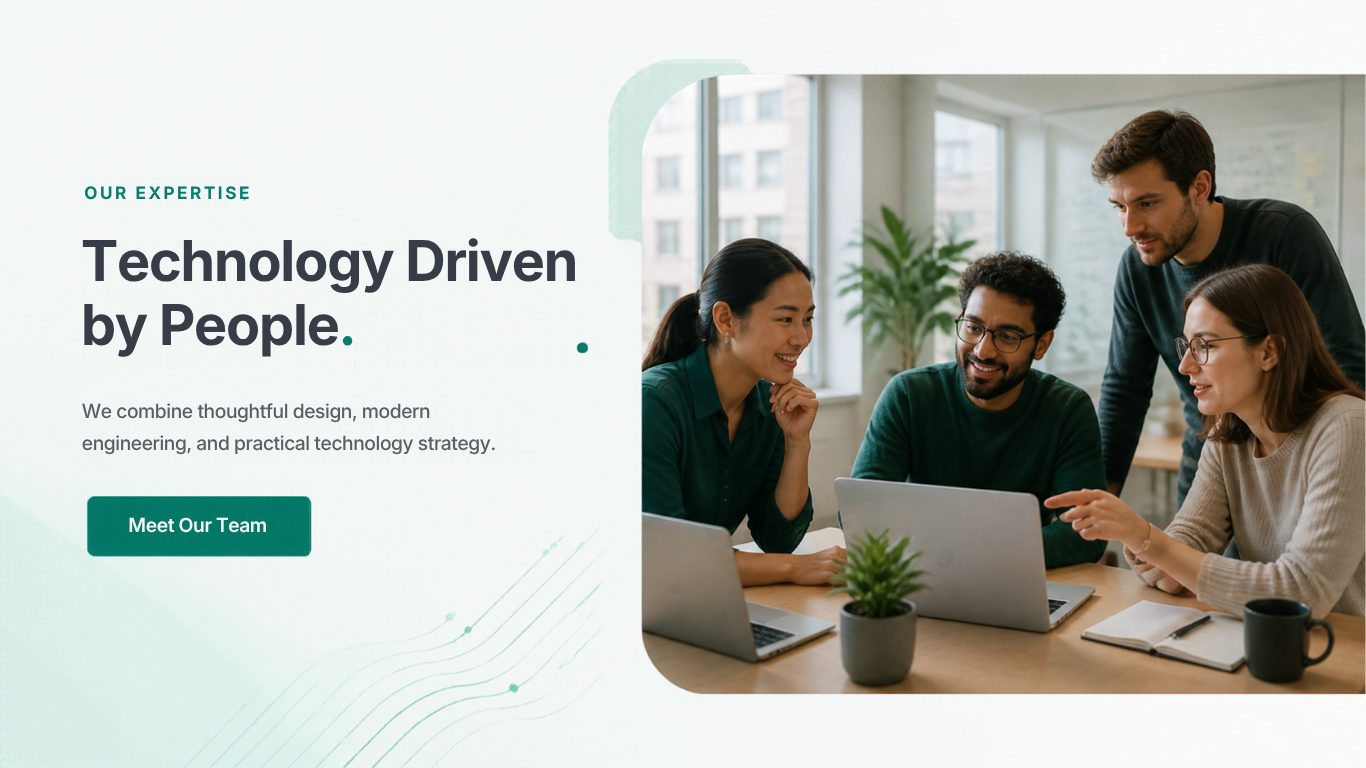 OUR EXPERTISE
Technology Driven
by People.
We combine thoughtful design, modern
engineering, and practical technology strategy.
Meet Our Team